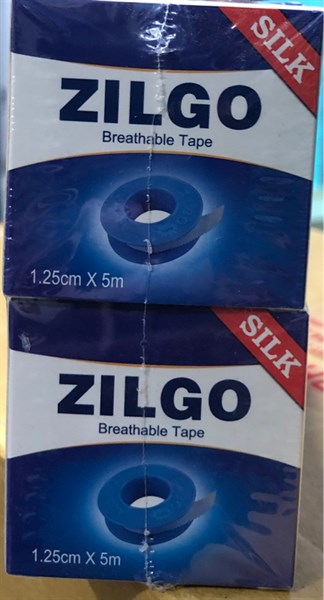 SILK
ZILGO
Breathable Tape
1.25cm X 5m
SILK
ZILGO
Breathable Tape
1.25cm X 5m